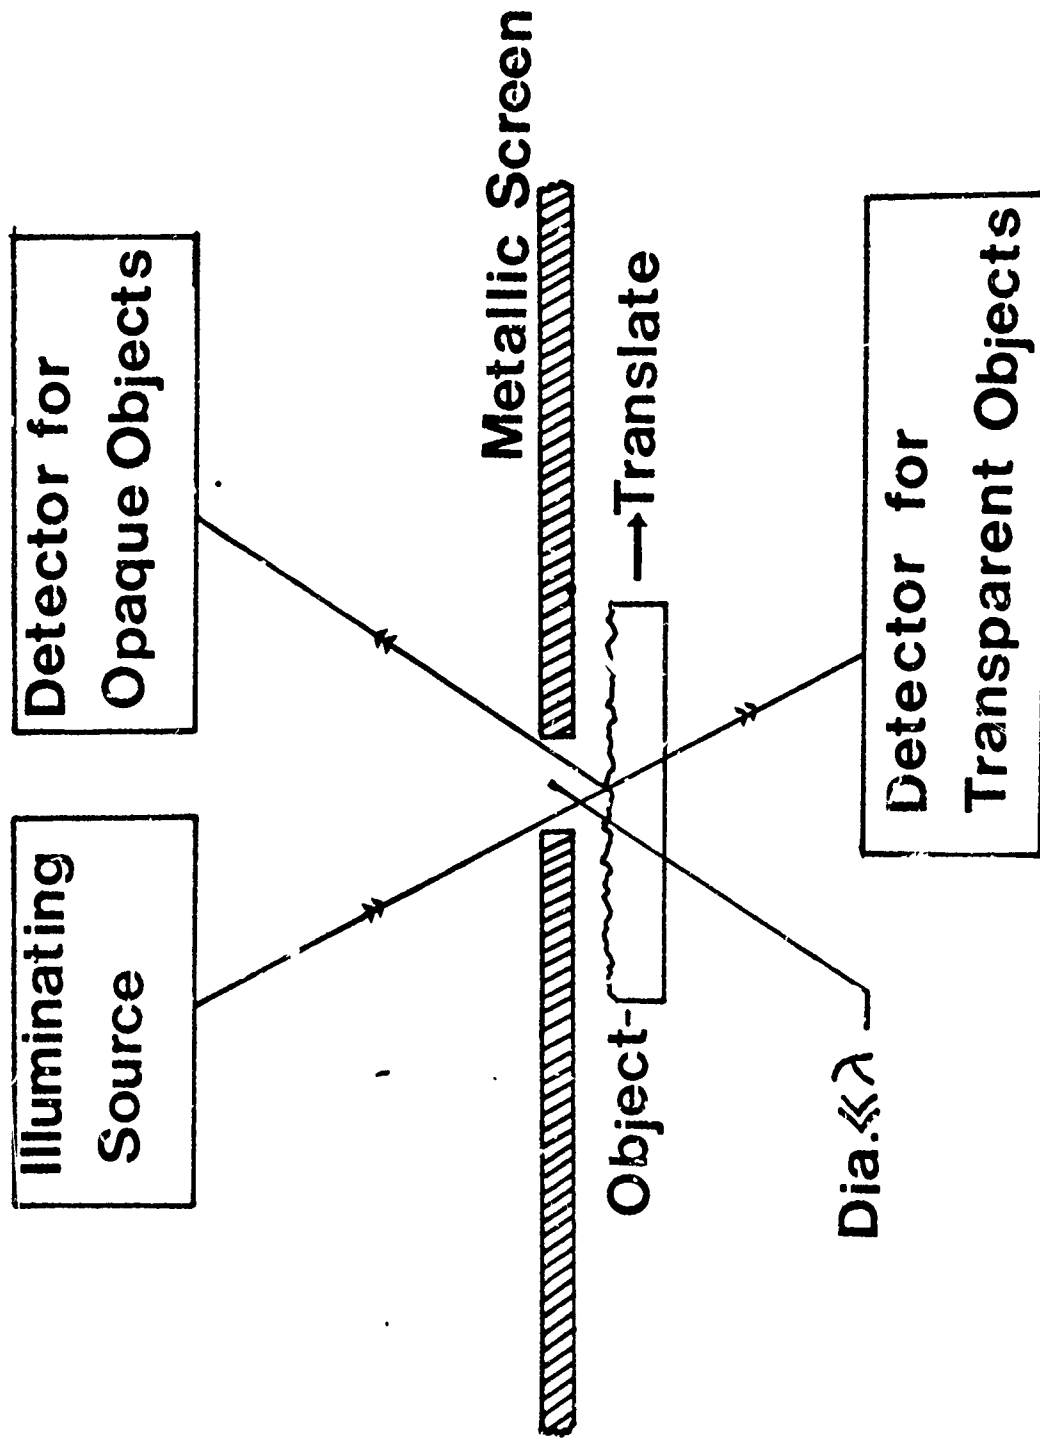 Illuminating
Source
Detector for
Opaque Objects
Metallic Screen
Object
→Translate
Dia.≪λ
Detector for
Transparent Objects